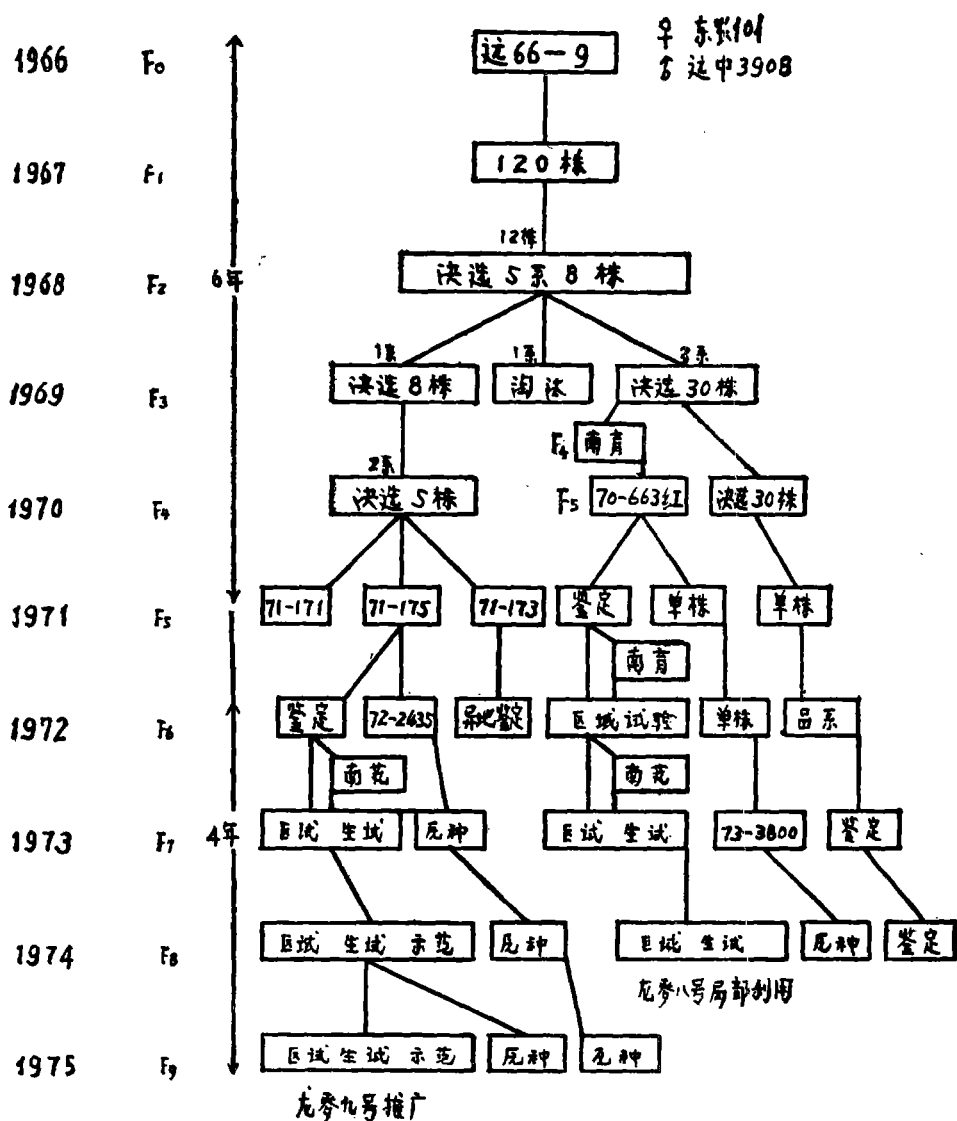 1966 F0 远66-9 ♀ 东农101
♂ 远中3908
1967 F1 120株
12株
1968 F2 6年 决选5系8株
1系 1系 3系
1969 F3 决选8株 淘汰 决选30株
F4 南育
2系
1970 F4 决选5株 F5 70-663红 决选30株
1971 F5 71-171 71-175 71-173 鉴定 单株 单株
南育
1972 F6 鉴定 72-2635 异地鉴定 区域试验 单株 品系
南范 南范
1973 F7 4年 区试 生试 原种 区试 生试 73-3800 鉴定
1974 F8 区试 生试 示范 原种 区试 生试 原种 鉴定
龙麦八号局部利用
1975 F9 区试 生试 示范 原种 原种
龙麦九号推广